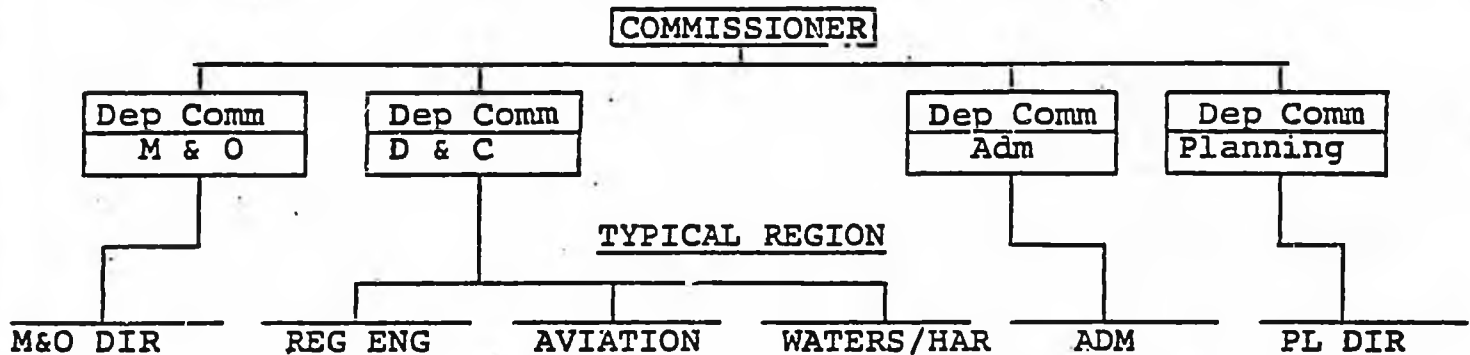 COMMISSIONER
Dep Comm Dep Comm Dep Comm Dep Comm
M & O D & C Adm Planning
TYPICAL REGION
M&O DIR REG ENG AVIATION WATERS/HAR ADM PL DIR